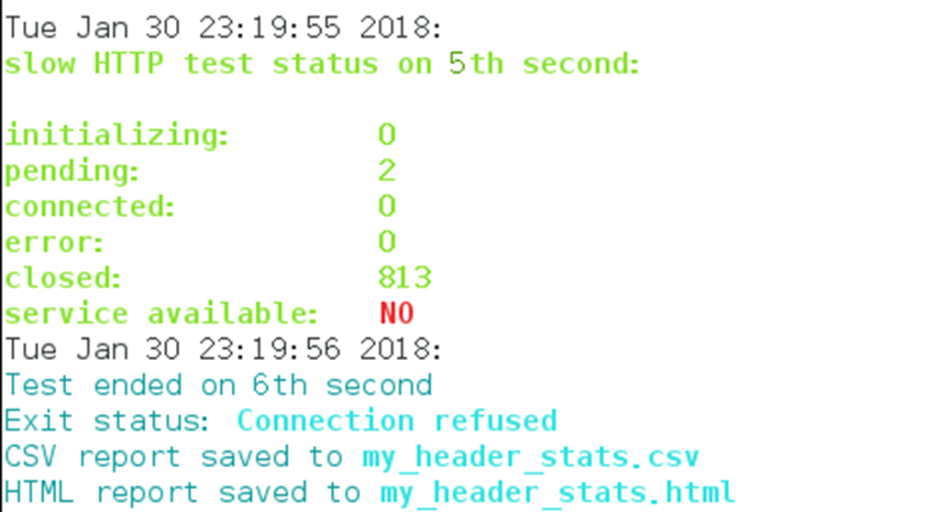 Tue Jan 30 23:19:55 2018:
slow HTTP test status on 5th second:
initializing: 0
pending: 2
connected: 0
error: 0
closed: 813
service available: NO
Tue Jan 30 23:19:56 2018:
Test ended on 6th second
Exit status: Connection refused
CSV report saved to my_header_stats.csv
HTML report saved to my_header_stats.html